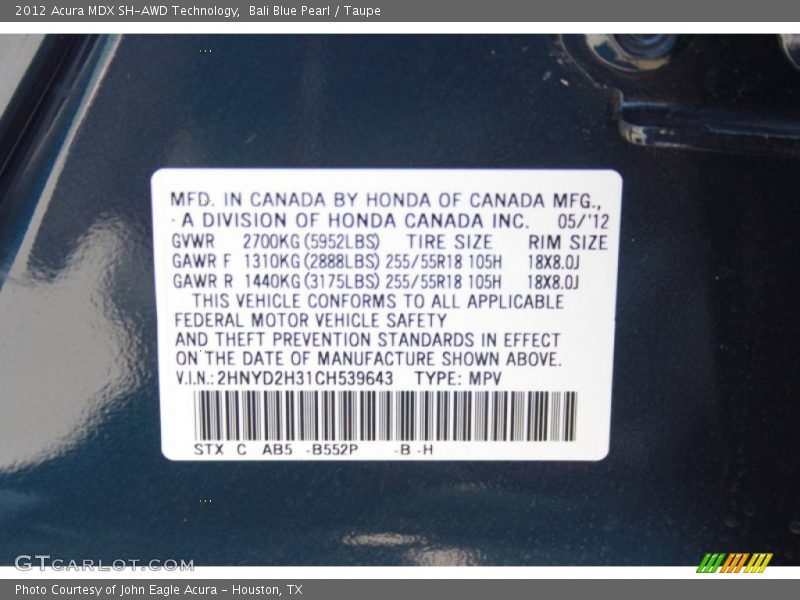 2012 Acura MDX SH-AWD Technology,  Bali Blue Pearl / Taupe
MFD. IN CANADA BY HONDA OF CANADA MFG.,
A DIVISION OF HONDA CANADA INC. 05/'12
GVWR 2700KG (5952LBS) TIRE SIZE RIM SIZE
GAWR F 1310KG (2888LBS) 255/55R18 105H 18X8.0J
GAWR R 1440KG (3175LBS) 255/55R18 105H 18X8.0J
THIS VEHICLE CONFORMS TO ALL APPLICABLE
FEDERAL MOTOR VEHICLE SAFETY
AND THEFT PREVENTION STANDARDS IN EFFECT
ON THE DATE OF MANUFACTURE SHOWN ABOVE.
V.I.N.: 2HNYD2H31CH539643 TYPE: MPV
STX C AB5 -B552P -B -H
GTCARLOT.COM
Photo Courtesy of John Eagle Acura - Houston, TX